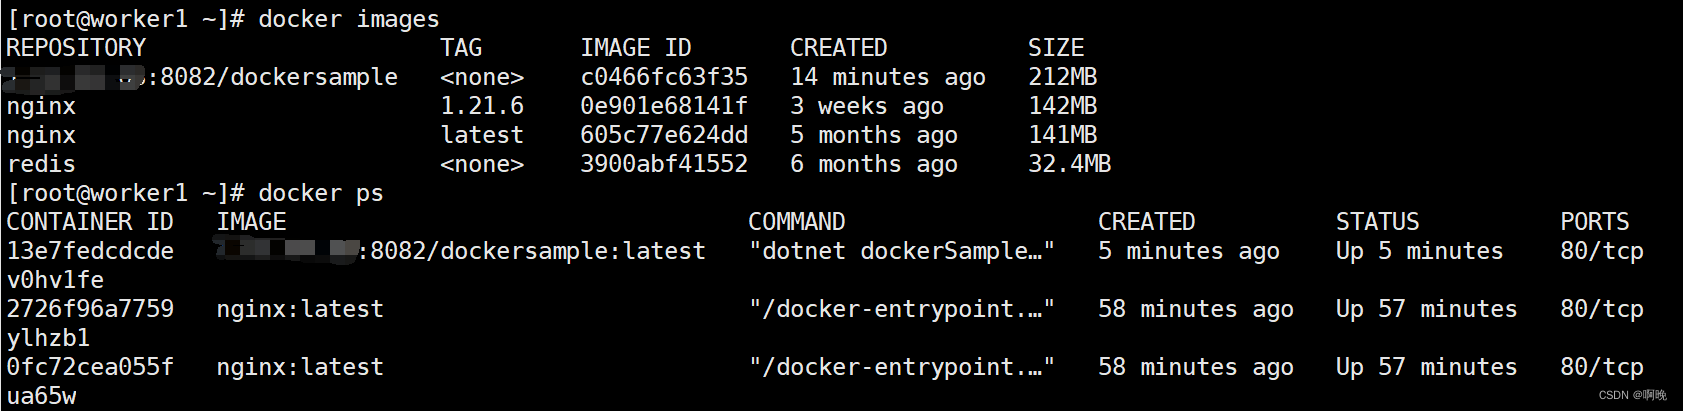 [root@worker1 ~]# docker images
REPOSITORY TAG IMAGE ID CREATED SIZE
:8082/dockersample <none> c0466fc63f35 14 minutes ago 212MB
nginx 1.21.6 0e901e68141f 3 weeks ago 142MB
nginx latest 605c77e624dd 5 months ago 141MB
redis <none> 3900abf41552 6 months ago 32.4MB
[root@worker1 ~]# docker ps
CONTAINER ID IMAGE COMMAND CREATED STATUS PORTS
13e7fedcdcde :8082/dockersample:latest "dotnet dockerSample…" 5 minutes ago Up 5 minutes 80/tcp
v0hv1fe
2726f96a7759 nginx:latest "/docker-entrypoint.…" 58 minutes ago Up 57 minutes 80/tcp
ylhzb1
0fc72cea055f nginx:latest "/docker-entrypoint.…" 58 minutes ago Up 57 minutes 80/tcp
ua65w
CSDN @啊晚